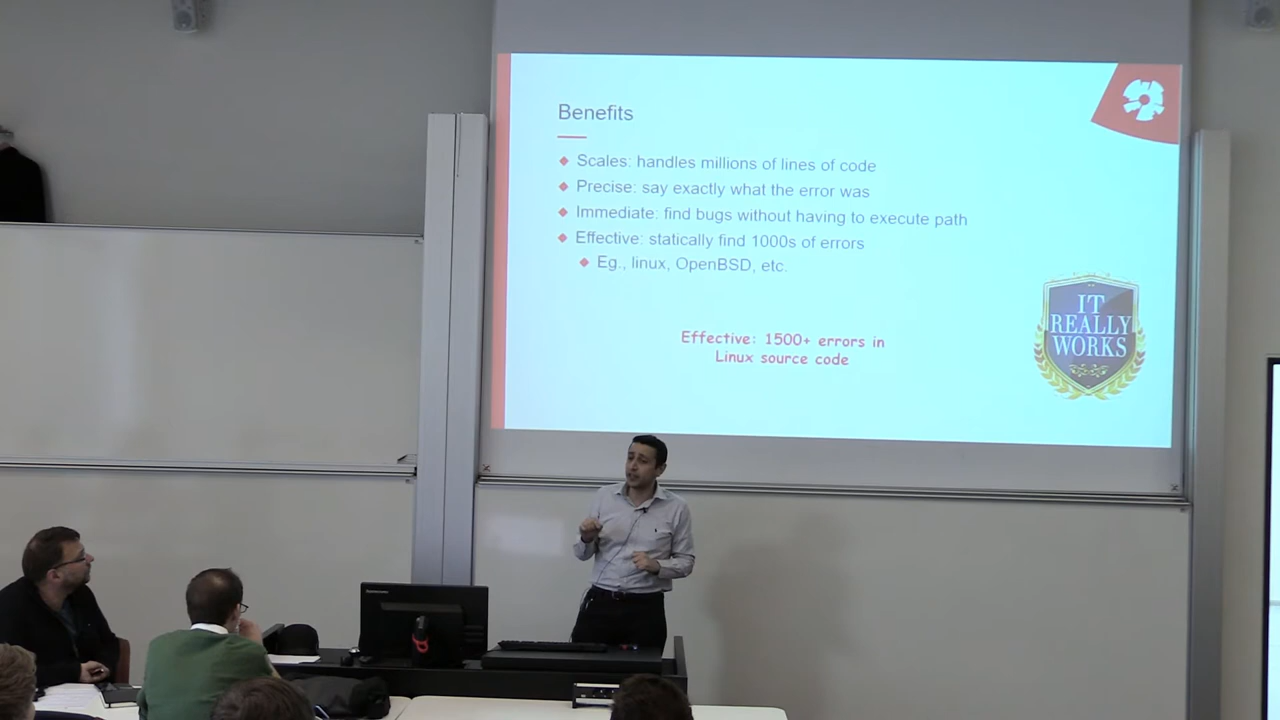 Benefits
Scales: handles millions of lines of code
Precise: say exactly what the error was
Immediate: find bugs without having to execute path
Effective: statically find 1000s of errors
Eg., linux, OpenBSD, etc.
Effective: 1500+ errors in
Linux source code
IT
REALLY
WORKS